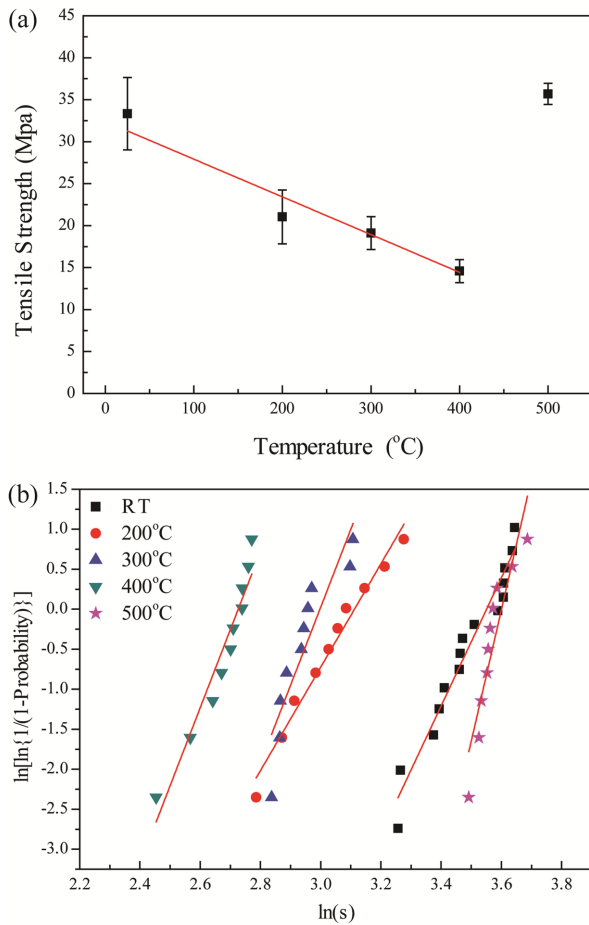 (a)
40
35
30
25
20
15
10
5
0
Tensile Strength (Mpa)
0 100 200 300 400 500
Temperature (°C)
(b)
1.5
1.0
0.5
0.0
-0.5
-1.0
-1.5
-2.0
-2.5
-3.0
ln[ln{1/(1-Probability)}]
RT
200°C
300°C
400°C
500°C
2.2 2.4 2.6 2.8 3.0 3.2 3.4 3.6 3.8
ln(s)